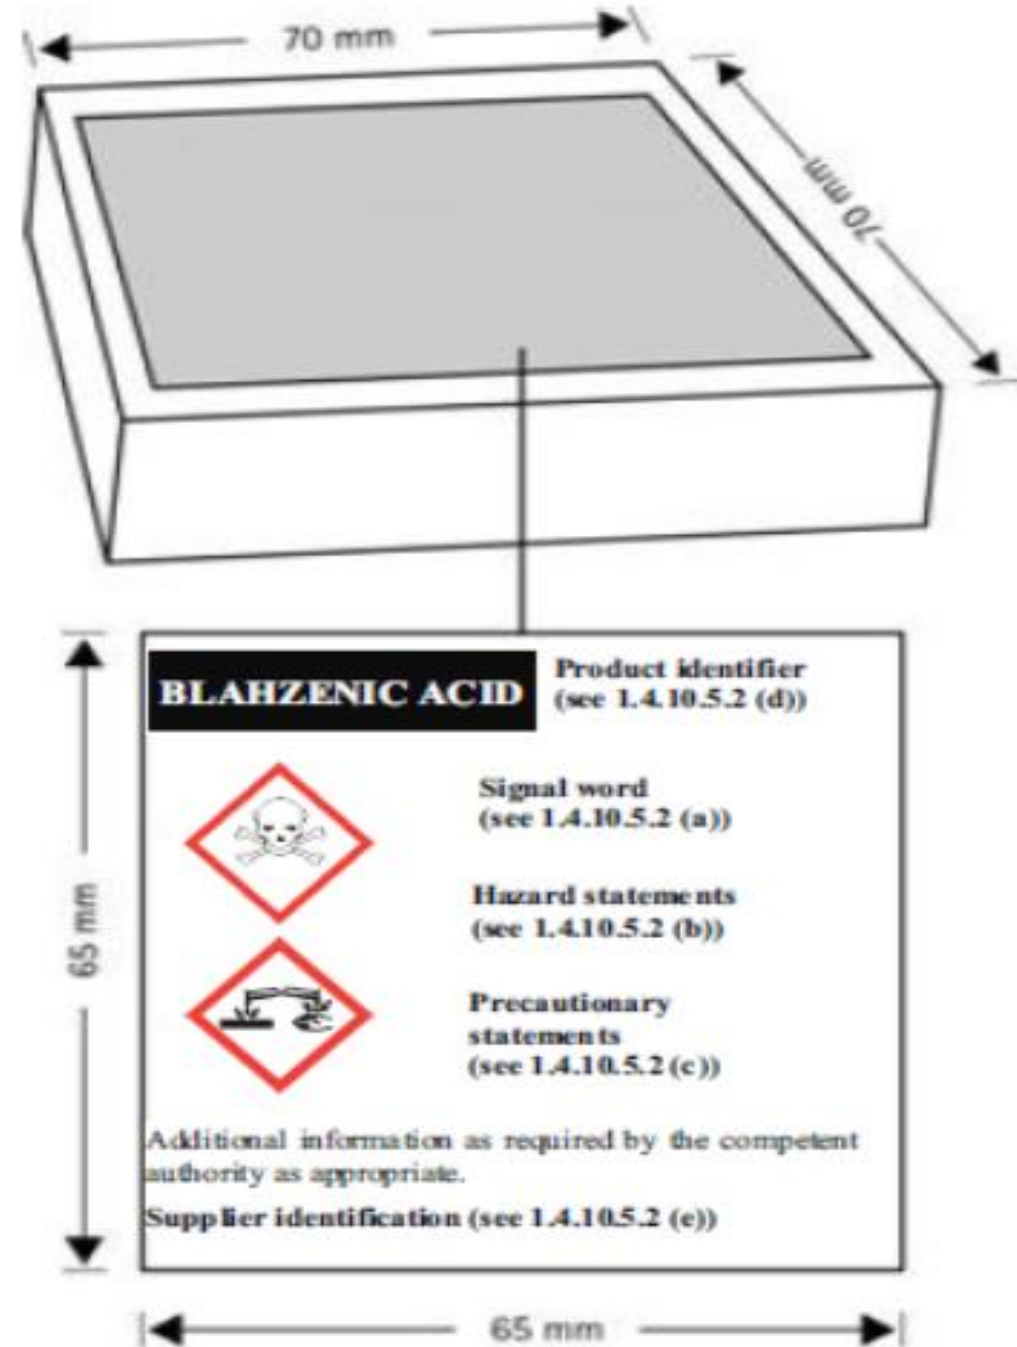 70 mm
70 mm
BLAHZENIC ACID
Product identifier
(see 1.4.10.5.2 (d))
Signal word
(see 1.4.10.5.2 (a))
Hazard statements
(see 1.4.10.5.2 (b))
Precautionary
statements
(see 1.4.10.5.2 (c))
65 mm
Additional information as required by the competent
authority as appropriate.
Supplier identification (see 1.4.10.5.2 (e))
65 mm